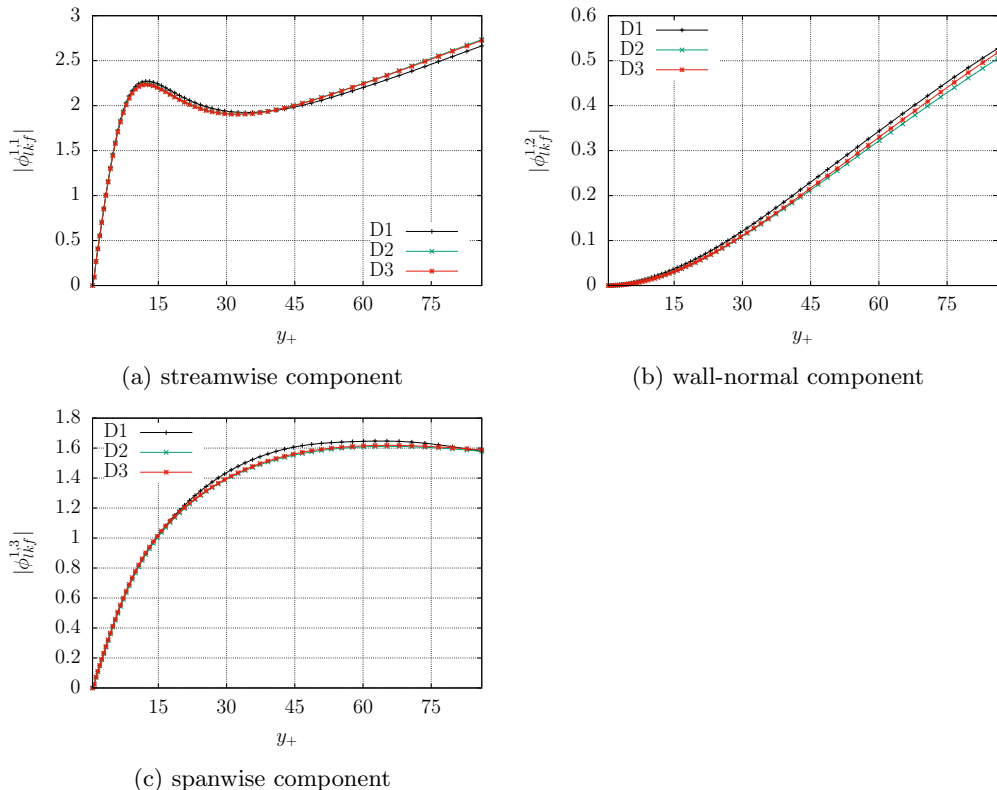 3
2.5
2
1.5
1
0.5
0
|ϕ^{1,1}_{lkf}|
D1
D2
D3
15 30 45 60 75
y+
(a) streamwise component
0.6
0.5
0.4
0.3
0.2
0.1
0
|ϕ^{1,2}_{lkf}|
D1
D2
D3
15 30 45 60 75
y+
(b) wall-normal component
1.8
1.6
1.4
1.2
1
0.8
0.6
0.4
0.2
0
|ϕ^{1,3}_{lkf}|
D1
D2
D3
15 30 45 60 75
y+
(c) spanwise component